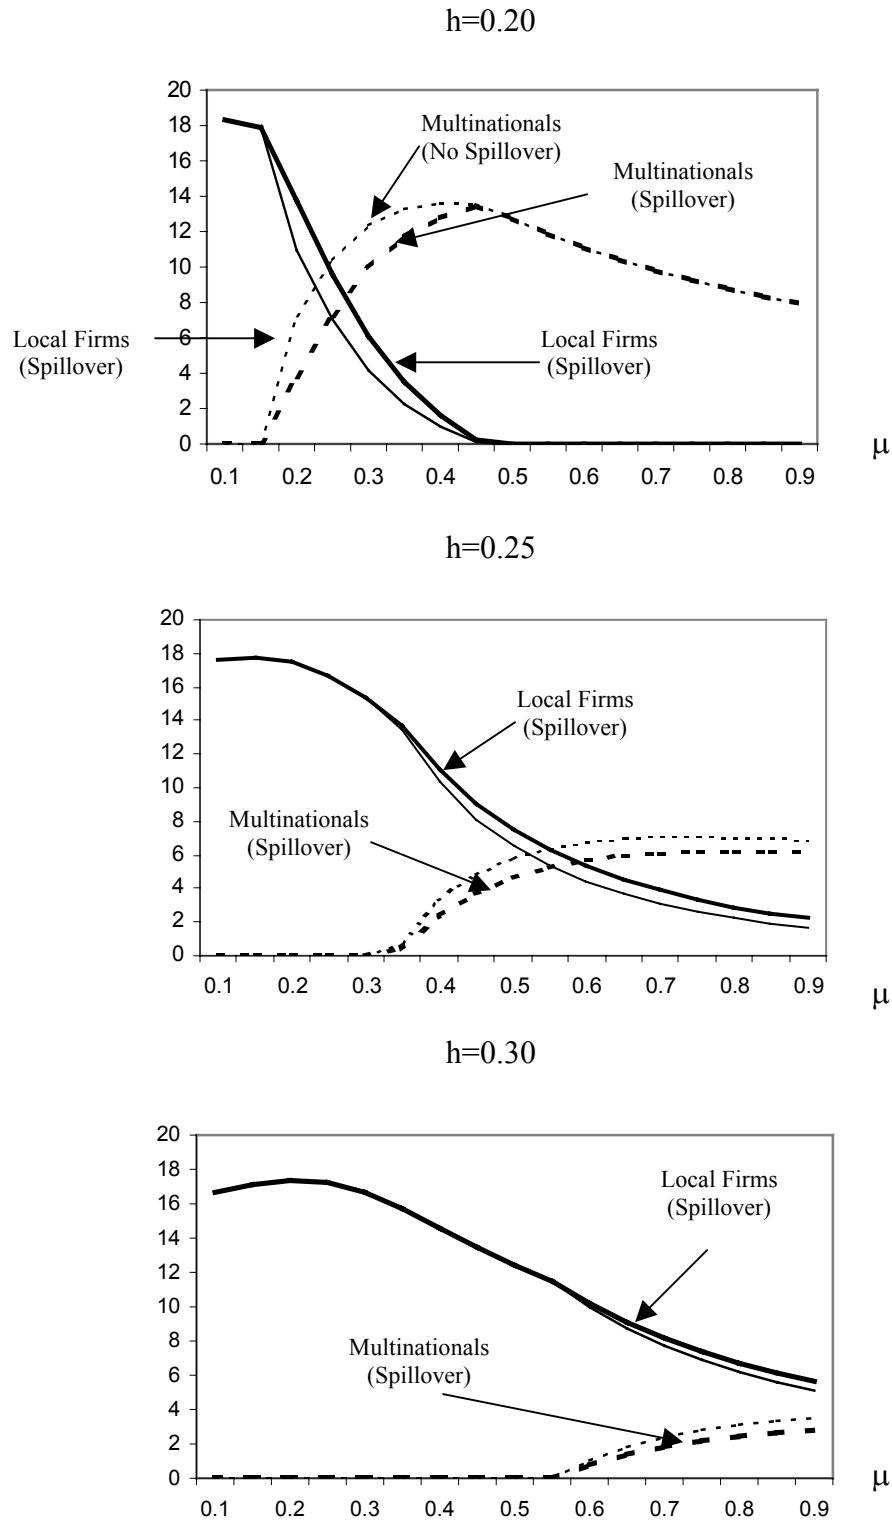 h=0.20
20
18
16
14
12
10
8
6
4
2
0
Multinationals
(No Spillover)
Multinationals
(Spillover)
Local Firms
(Spillover)
Local Firms
(Spillover)
0.1 0.2 0.3 0.4 0.5 0.6 0.7 0.8 0.9
μ
h=0.25
20
18
16
14
12
10
8
6
4
2
0
Local Firms
(Spillover)
Multinationals
(Spillover)
0.1 0.2 0.3 0.4 0.5 0.6 0.7 0.8 0.9
μ
h=0.30
20
18
16
14
12
10
8
6
4
2
0
Local Firms
(Spillover)
Multinationals
(Spillover)
0.1 0.2 0.3 0.4 0.5 0.6 0.7 0.8 0.9
μ